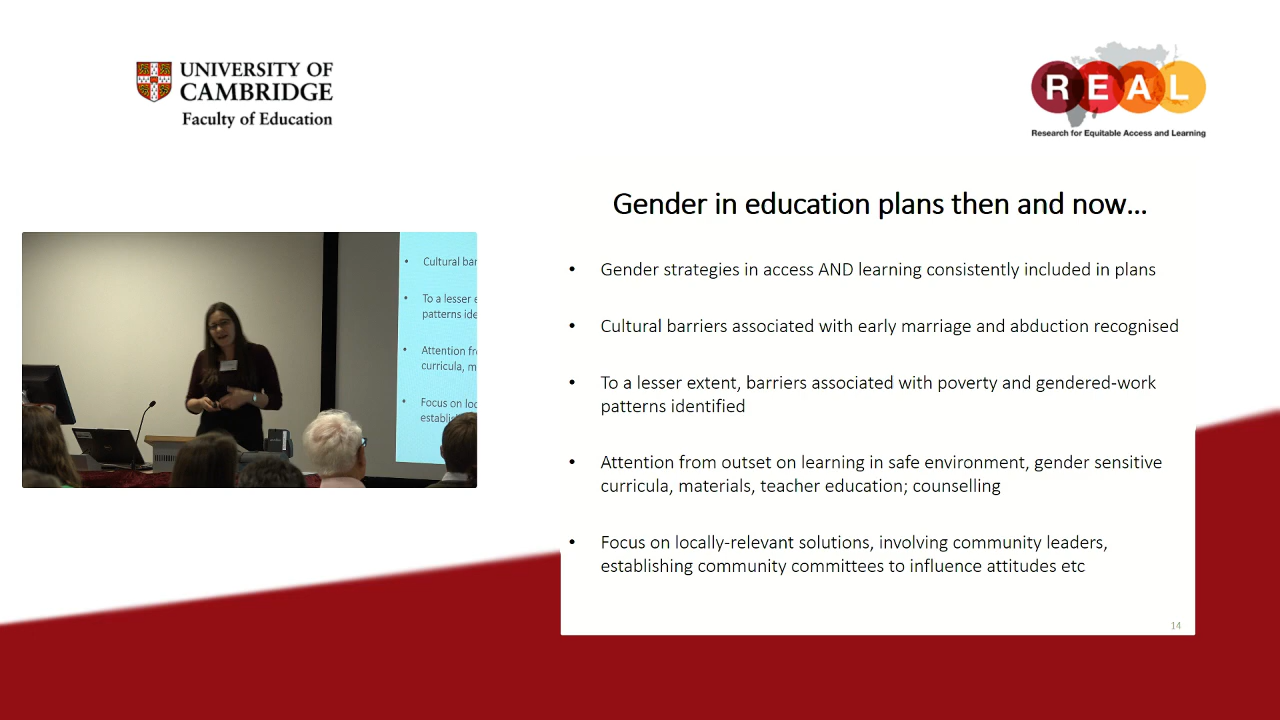 UNIVERSITY OF
CAMBRIDGE
Faculty of Education
R E A L
Research for Equitable Access and Learning
Gender in education plans then and now...
• Gender strategies in access AND learning consistently included in plans
• Cultural barriers associated with early marriage and abduction recognised
• To a lesser extent, barriers associated with poverty and gendered-work
patterns identified
• Attention from outset on learning in safe environment, gender sensitive
curricula, materials, teacher education; counselling
• Focus on locally-relevant solutions, involving community leaders,
establishing community committees to influence attitudes etc
14
• Cultural bar
• To a lesser e
patterns ide
• Attention fr
curricula, m
• Focus on loc
establis